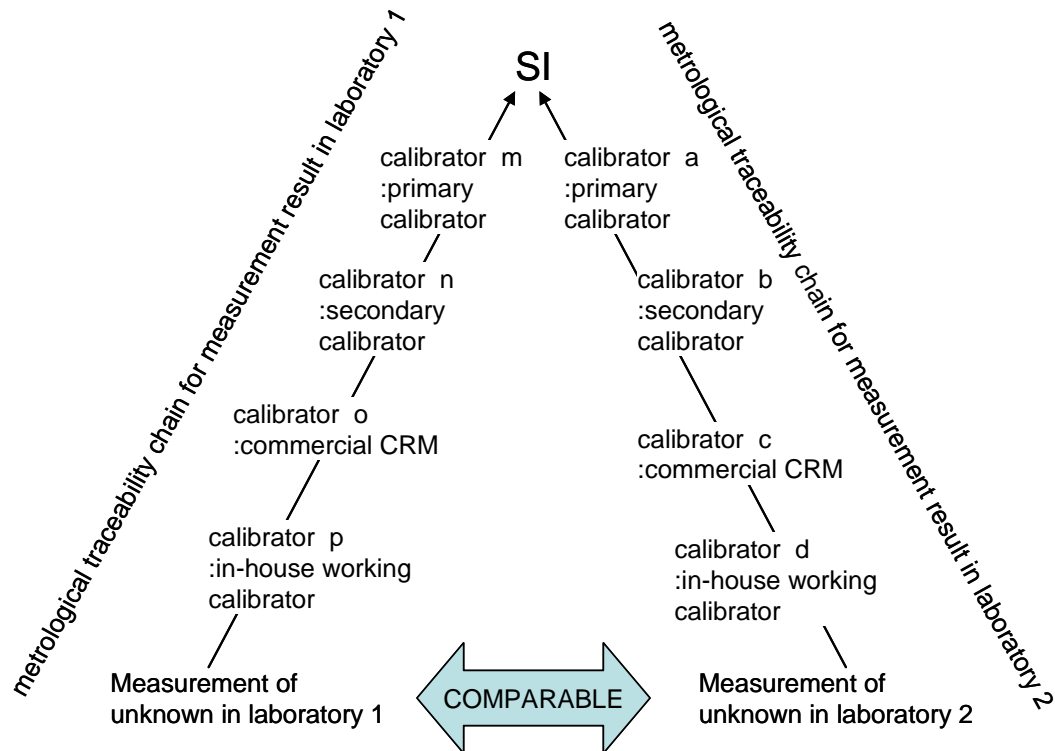 metrological traceability chain for measurement result in laboratory 1
metrological traceability chain for measurement result in laboratory 2
SI
calibrator m
:primary
calibrator
calibrator a
:primary
calibrator
calibrator n
:secondary
calibrator
calibrator b
:secondary
calibrator
calibrator o
:commercial CRM
calibrator c
:commercial CRM
calibrator p
:in-house working
calibrator
calibrator d
:in-house working
calibrator
Measurement of
unknown in laboratory 1
COMPARABLE
Measurement of
unknown in laboratory 2